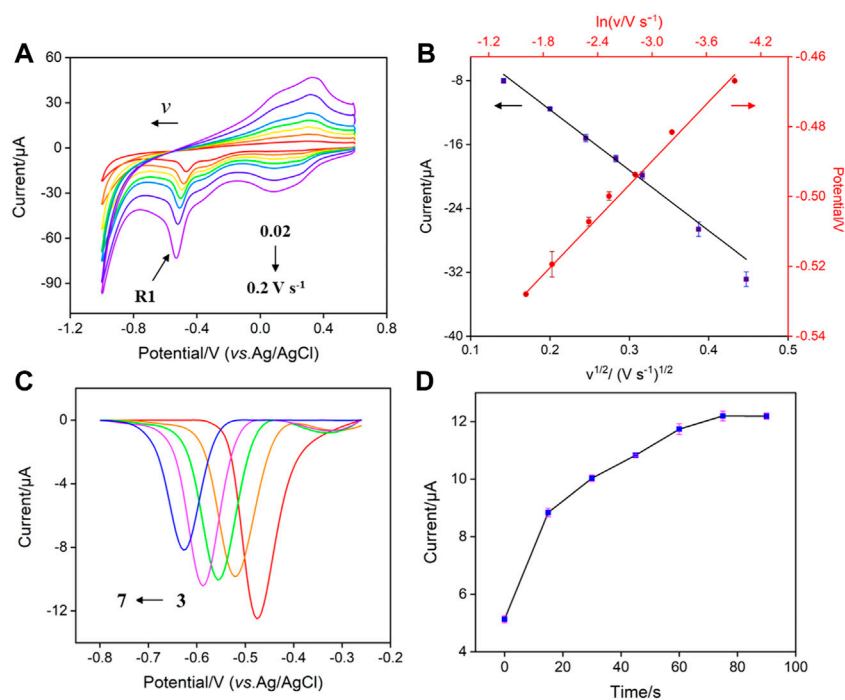 A
60
30
0
-30
-60
-90
Current/μA
v
R1
0.02
0.2 V s-1
-1.2 -0.8 -0.4 0.0 0.4 0.8
Potential/V (vs.Ag/AgCl)
B
ln(v/V s-1)
-1.2 -1.8 -2.4 -3.0 -3.6 -4.2
-8
-16
-24
-32
-40
Current/μA
-0.46
-0.48
-0.50
-0.52
-0.54
Potential/V
0.1 0.2 0.3 0.4 0.5
v1/2/ (V s-1)1/2
C
0
-4
-8
-12
Current/μA
7 3
-0.8 -0.7 -0.6 -0.5 -0.4 -0.3 -0.2
Potential/V (vs.Ag/AgCl)
D
12
10
8
6
4
Current/μA
0 20 40 60 80 100
Time/s